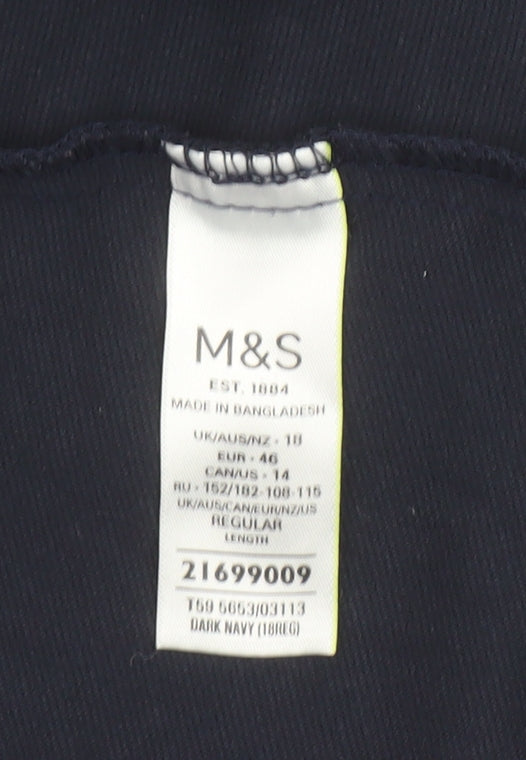 M&S
EST. 1884
MADE IN BANGLADESH
UK/AUS/NZ - 18
EUR - 46
CAN/US - 14
RU - 152/182-108-115
UK/AUS/CAN/EUR/NZ/US
REGULAR
LENGTH
21699009
T59 5653/03113
DARK NAVY (18REG)